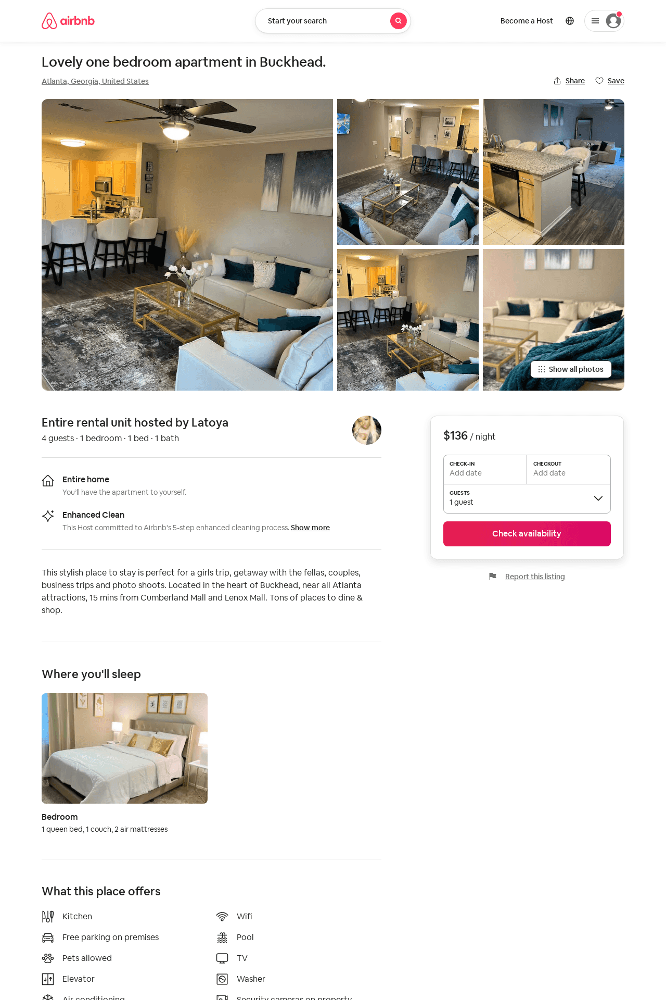 airbnb
Start your search
Become a Host
Lovely one bedroom apartment in Buckhead.
Atlanta, Georgia, United States
Share
Save
Show all photos
Entire rental unit hosted by Latoya
4 guests · 1 bedroom · 1 bed · 1 bath
Entire home
You’ll have the apartment to yourself.
Enhanced Clean
This Host committed to Airbnb's 5-step enhanced cleaning process. Show more
$136 / night
CHECK-IN
Add date
CHECKOUT
Add date
GUESTS
1 guest
Check availability
Report this listing
This stylish place to stay is perfect for a girls trip, getaway with the fellas, couples,
business trips and photo shoots. Located in the heart of Buckhead, near all Atlanta
attractions, 15 mins from Cumberland Mall and Lenox Mall. Tons of places to dine &
shop.
Where you'll sleep
Bedroom
1 queen bed, 1 couch, 2 air mattresses
What this place offers
Kitchen
Wifi
Free parking on premises
Pool
Pets allowed
TV
Elevator
Washer
Air conditioning
Security cameras on property